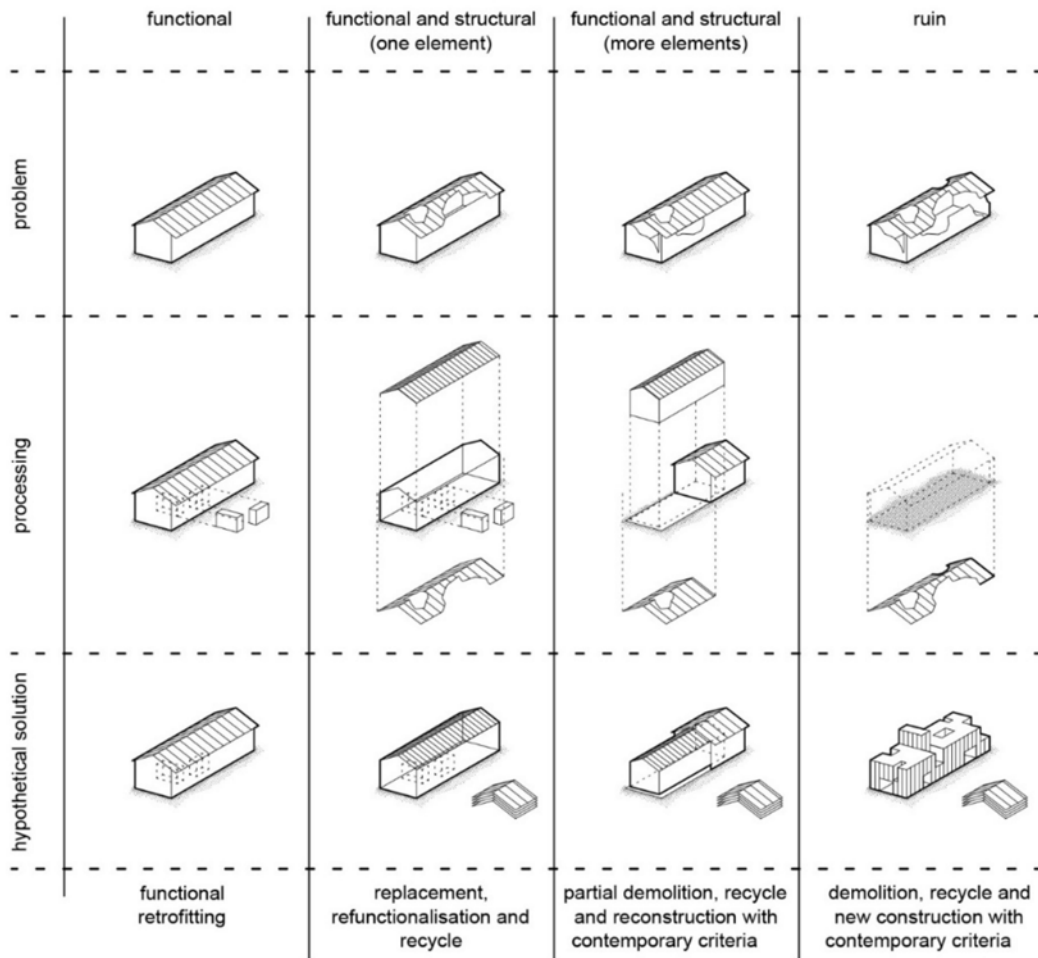 functional
functional and structural
(one element)
functional and structural
(more elements)
ruin
problem
processing
hypothetical solution
functional
retrofitting
replacement,
refunctionalisation and
recycle
partial demolition, recycle
and reconstruction with
contemporary criteria
demolition, recycle and
new construction with
contemporary criteria